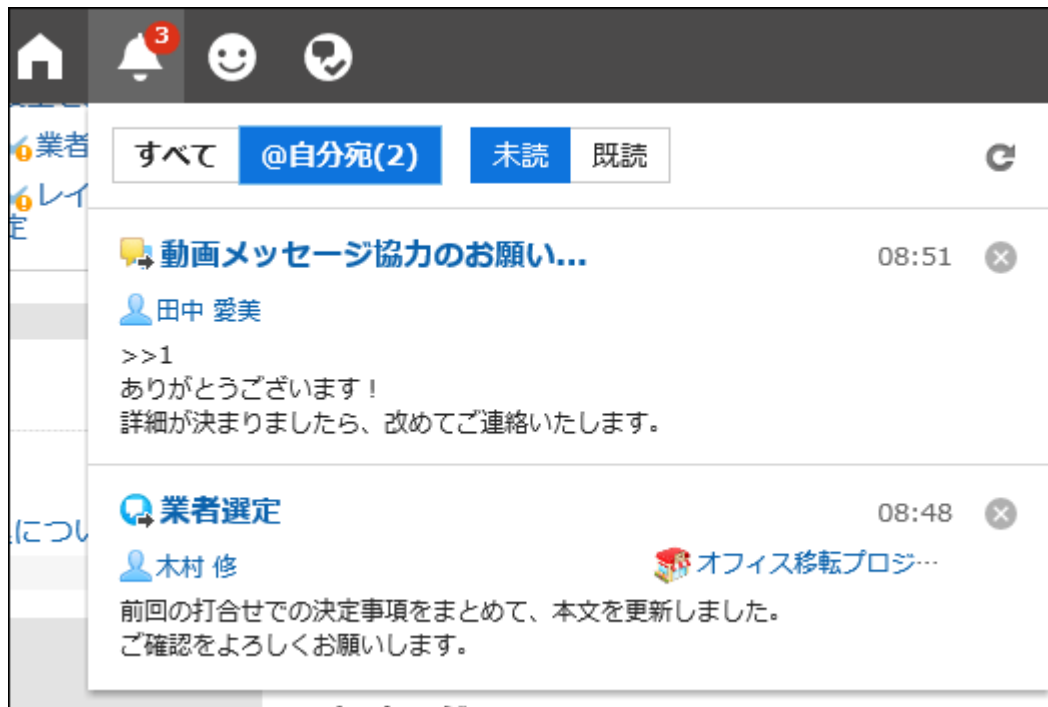 3
業者
レイ
定
すべて
@自分宛(2)
未読
既読
動画メッセージ協力のお願い...
08:51
田中 愛美
>>1
ありがとうございます！
詳細が決まりましたら、改めてご連絡いたします。
業者選定
08:48
につい
木村 修
オフィス移転プロジ…
前回の打合せでの決定事項をまとめて、本文を更新しました。
ご確認をよろしくお願いします。